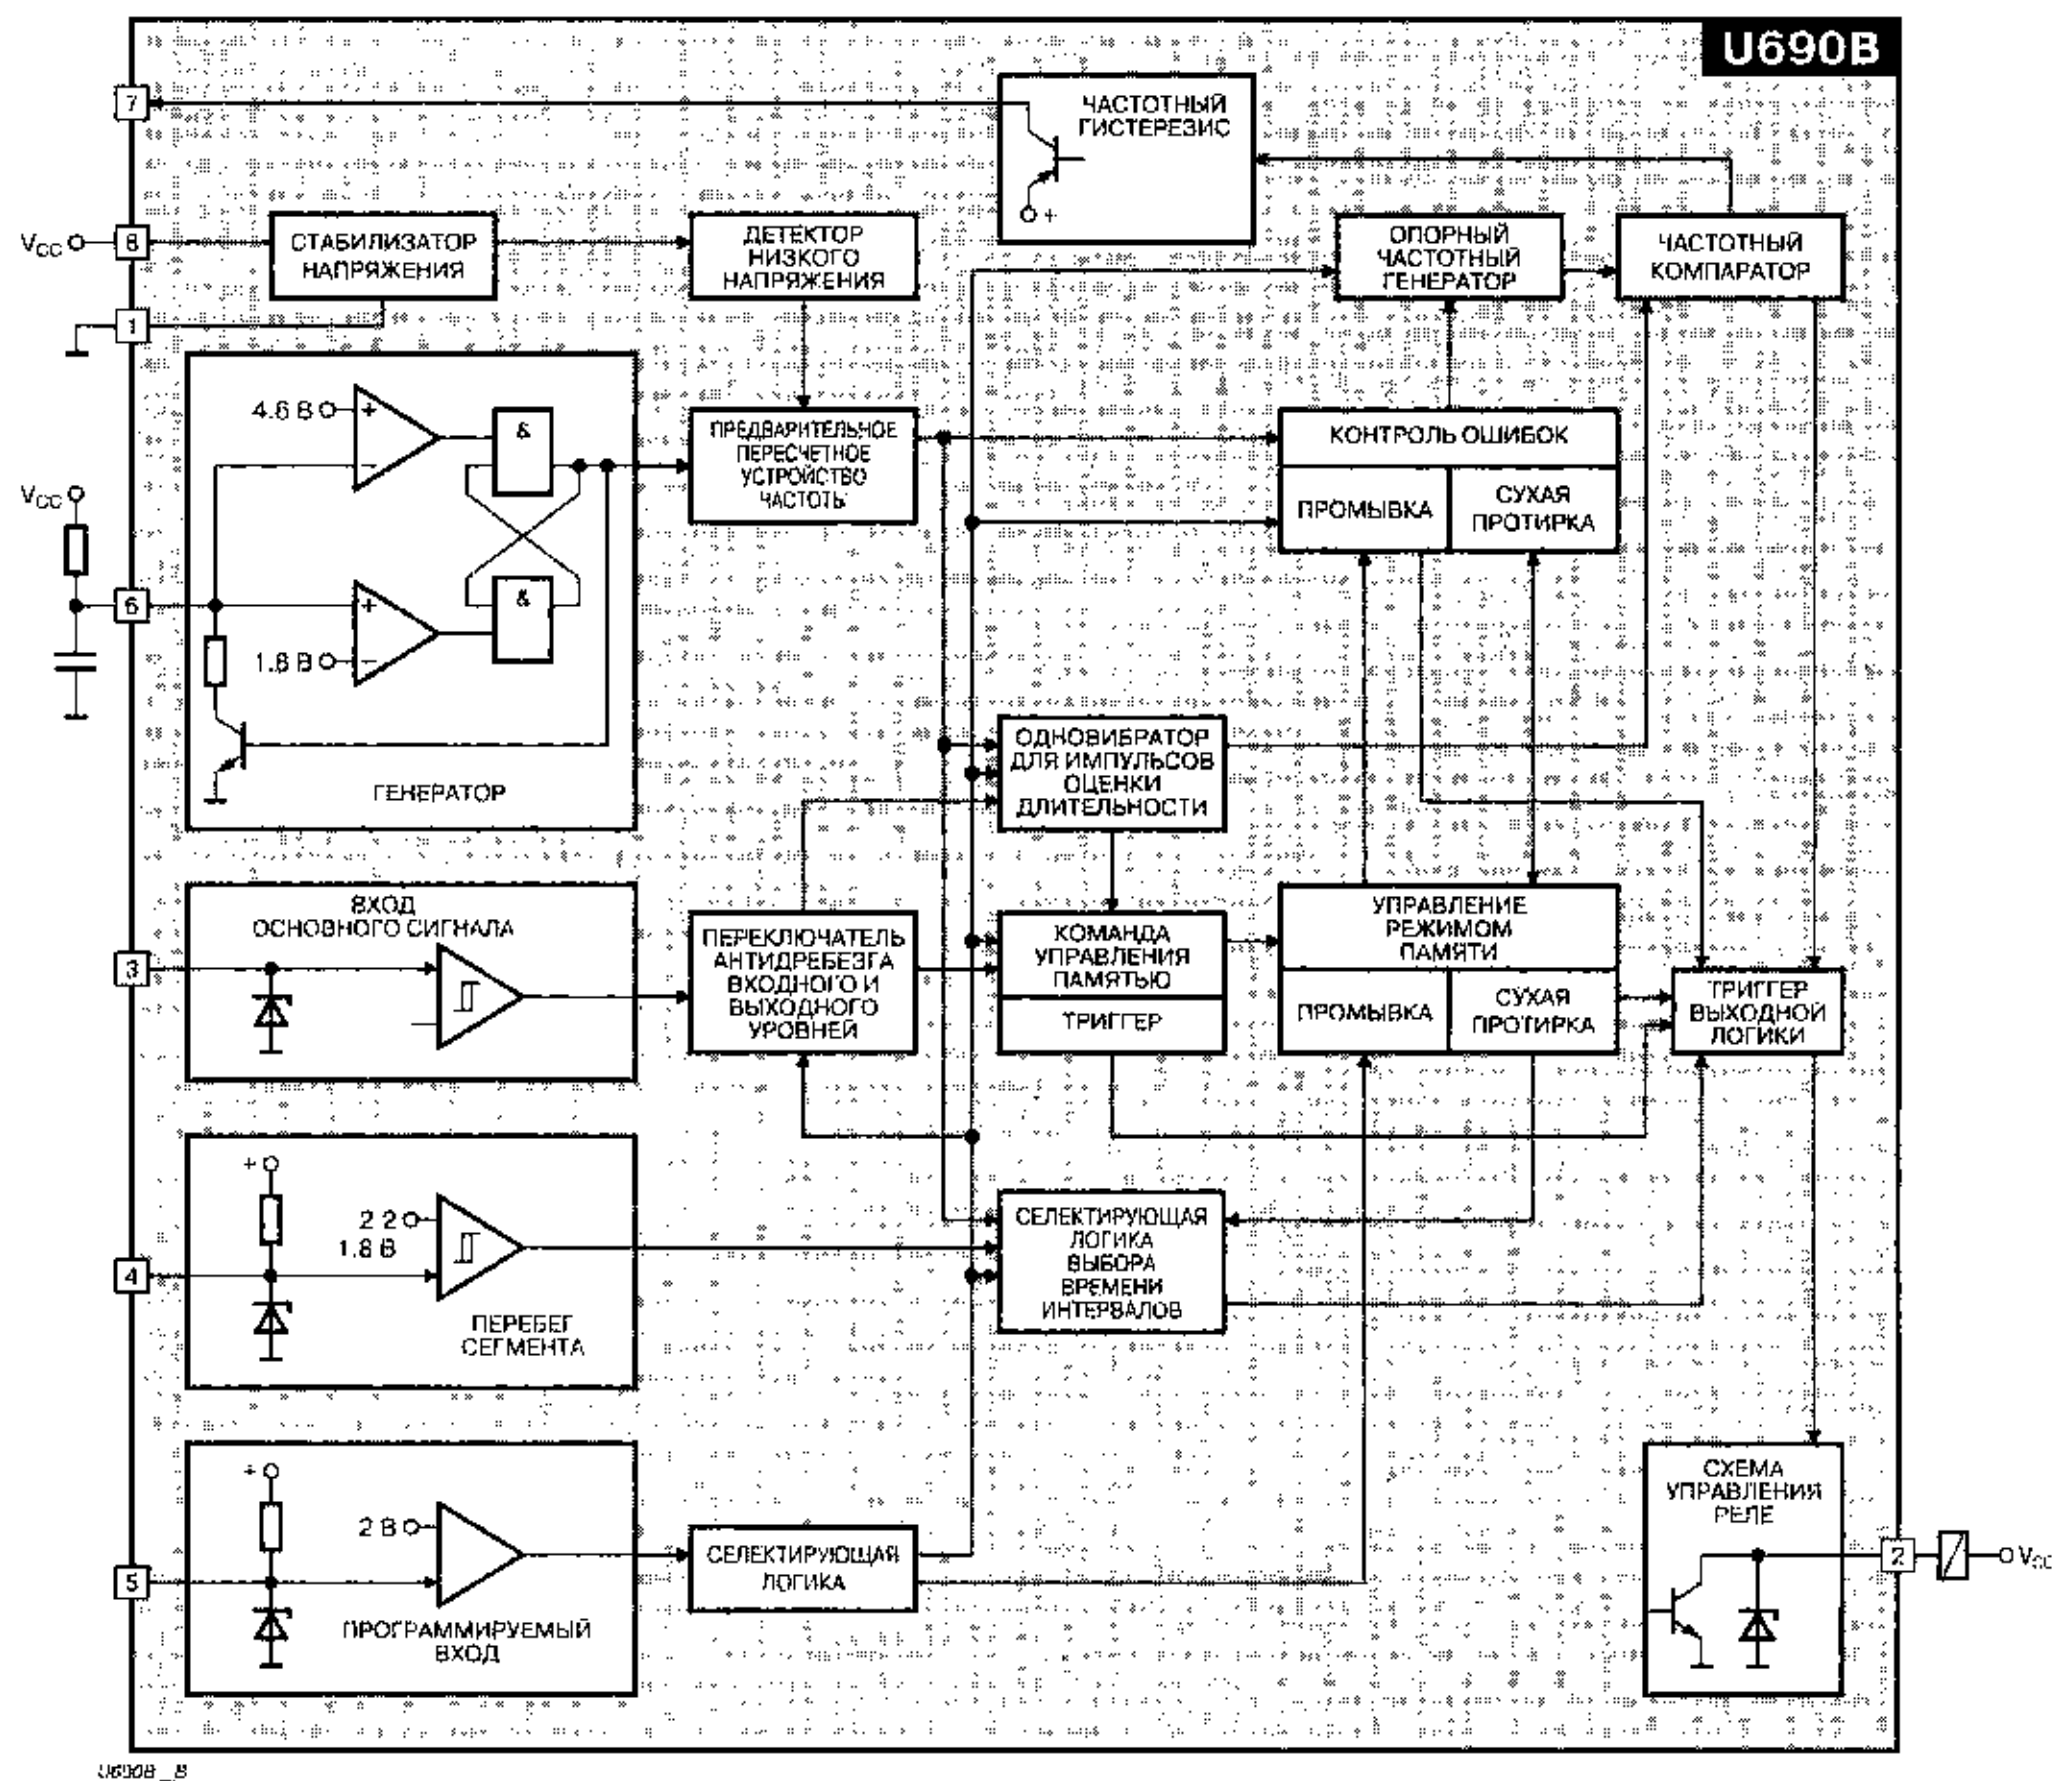 U690B
7
ЧАСТОТНЫЙ
ГИСТЕРЕЗИС
+
VCC
8
СТАБИЛИЗАТОР
НАПРЯЖЕНИЯ
ДЕТЕКТОР
НИЗКОГО
НАПРЯЖЕНИЯ
ОПОРНЫЙ
ЧАСТОТНЫЙ
ГЕНЕРАТОР
ЧАСТОТНЫЙ
КОМПАРАТОР
1
4.6 В
+
−
&
ПРЕДВАРИТЕЛЬНОЕ
ПЕРЕСЧЕТНОЕ
УСТРОЙСТВО
ЧАСТОТЫ
КОНТРОЛЬ ОШИБОК
ПРОМЫВКА
СУХАЯ
ПРОТИРКА
VCC
6
+
−
1.8 В
&
ГЕНЕРАТОР
ОДНОВИБРАТОР
ДЛЯ ИМПУЛЬСОВ
ОЦЕНКИ
ДЛИТЕЛЬНОСТИ
ВХОД
ОСНОВНОГО СИГНАЛА
3
ПЕРЕКЛЮЧАТЕЛЬ
АНТИДРЕБЕЗГА
ВХОДНОГО И
ВЫХОДНОГО
УРОВНЕЙ
КОМАНДА
УПРАВЛЕНИЯ
ПАМЯТЬЮ
ТРИГГЕР
УПРАВЛЕНИЕ
РЕЖИМОМ
ПАМЯТИ
ПРОМЫВКА
СУХАЯ
ПРОТИРКА
ТРИГГЕР
ВЫХОДНОЙ
ЛОГИКИ
+
2 2
1.8 В
4
ПЕРЕБЕГ
СЕГМЕНТА
СЕЛЕКТИРУЮЩАЯ
ЛОГИКА
ВЫБОРА
ВРЕМЕНИ
ИНТЕРВАЛОВ
+
2 В
5
ПРОГРАММИРУЕМЫЙ
ВХОД
СЕЛЕКТИРУЮЩАЯ
ЛОГИКА
СХЕМА
УПРАВЛЕНИЯ
РЕЛЕ
2
VCC
U690B_B